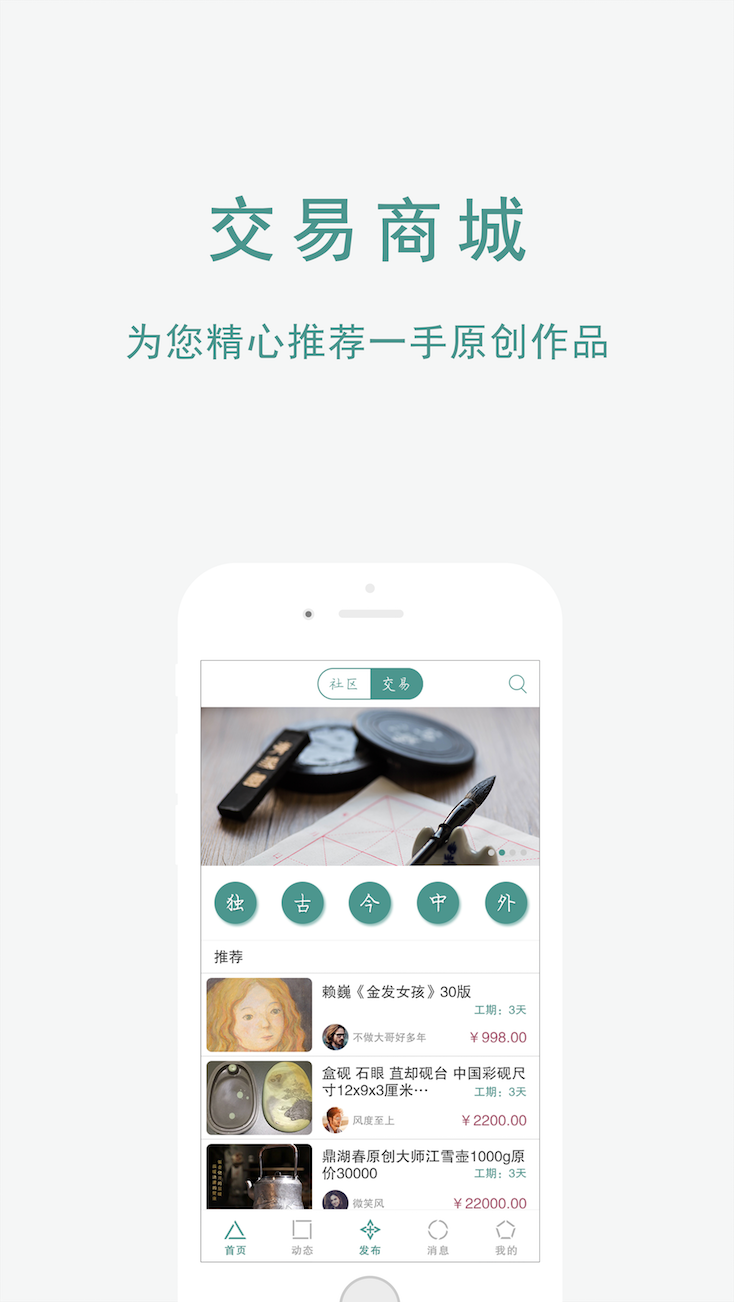 交易商城
为您精心推荐一手原创作品
社区 交易
独 古 今 中 外
推荐
赖巍《金发女孩》30版
工期：3天
不做大哥好多年 ¥998.00
盒砚 石眼 苴却砚台 中国彩砚尺
寸12x9x3厘米… 工期：3天
风度至上 ¥2200.00
鼎湖春原创大师江雪壶1000g原
价30000 工期：3天
微笑风 ¥22000.00
首页 动态 发布 消息 我的